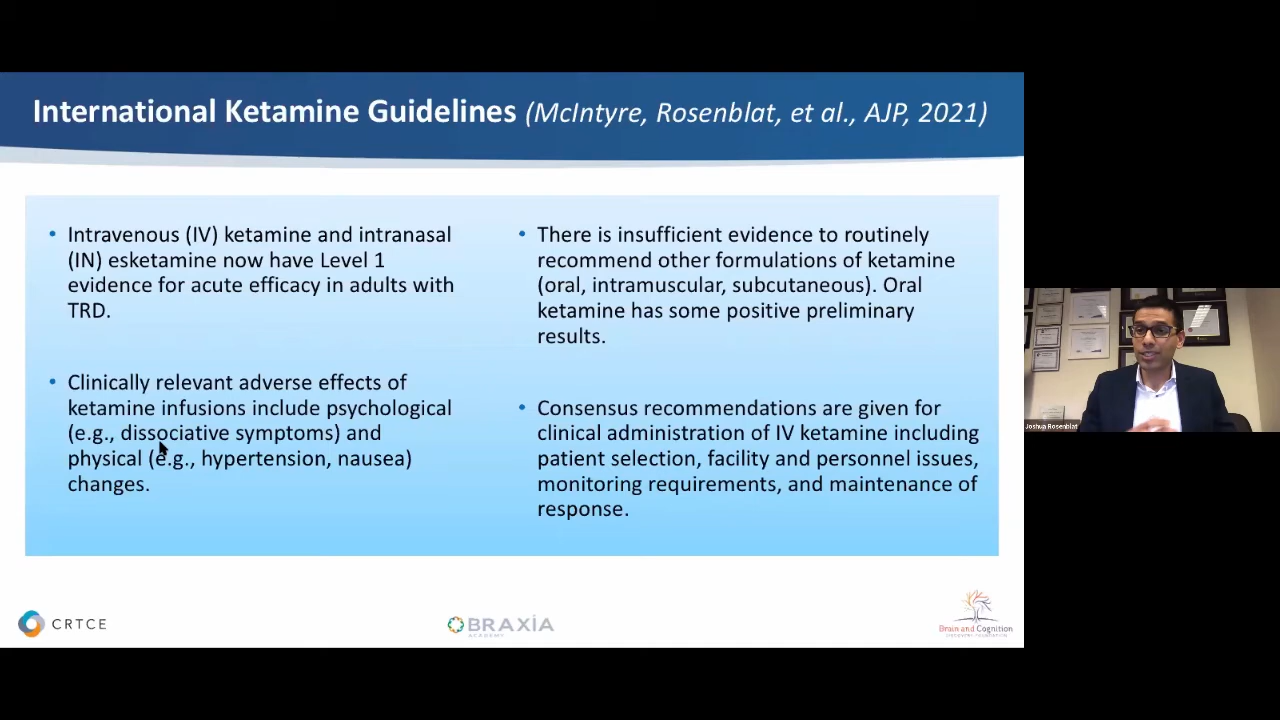 International Ketamine Guidelines (McIntyre, Rosenblat, et al., AJP, 2021)
• Intravenous (IV) ketamine and intranasal
(IN) esketamine now have Level 1
evidence for acute efficacy in adults with
TRD.
• Clinically relevant adverse effects of
ketamine infusions include psychological
(e.g., dissociative symptoms) and
physical (e.g., hypertension, nausea)
changes.
• There is insufficient evidence to routinely
recommend other formulations of ketamine
(oral, intramuscular, subcutaneous). Oral
ketamine has some positive preliminary
results.
• Consensus recommendations are given for
clinical administration of IV ketamine including
patient selection, facility and personnel issues,
monitoring requirements, and maintenance of
response.
Joshua Rosenblat
CRTCE
BRAXIA
ACADEMY
Brain and Cognition